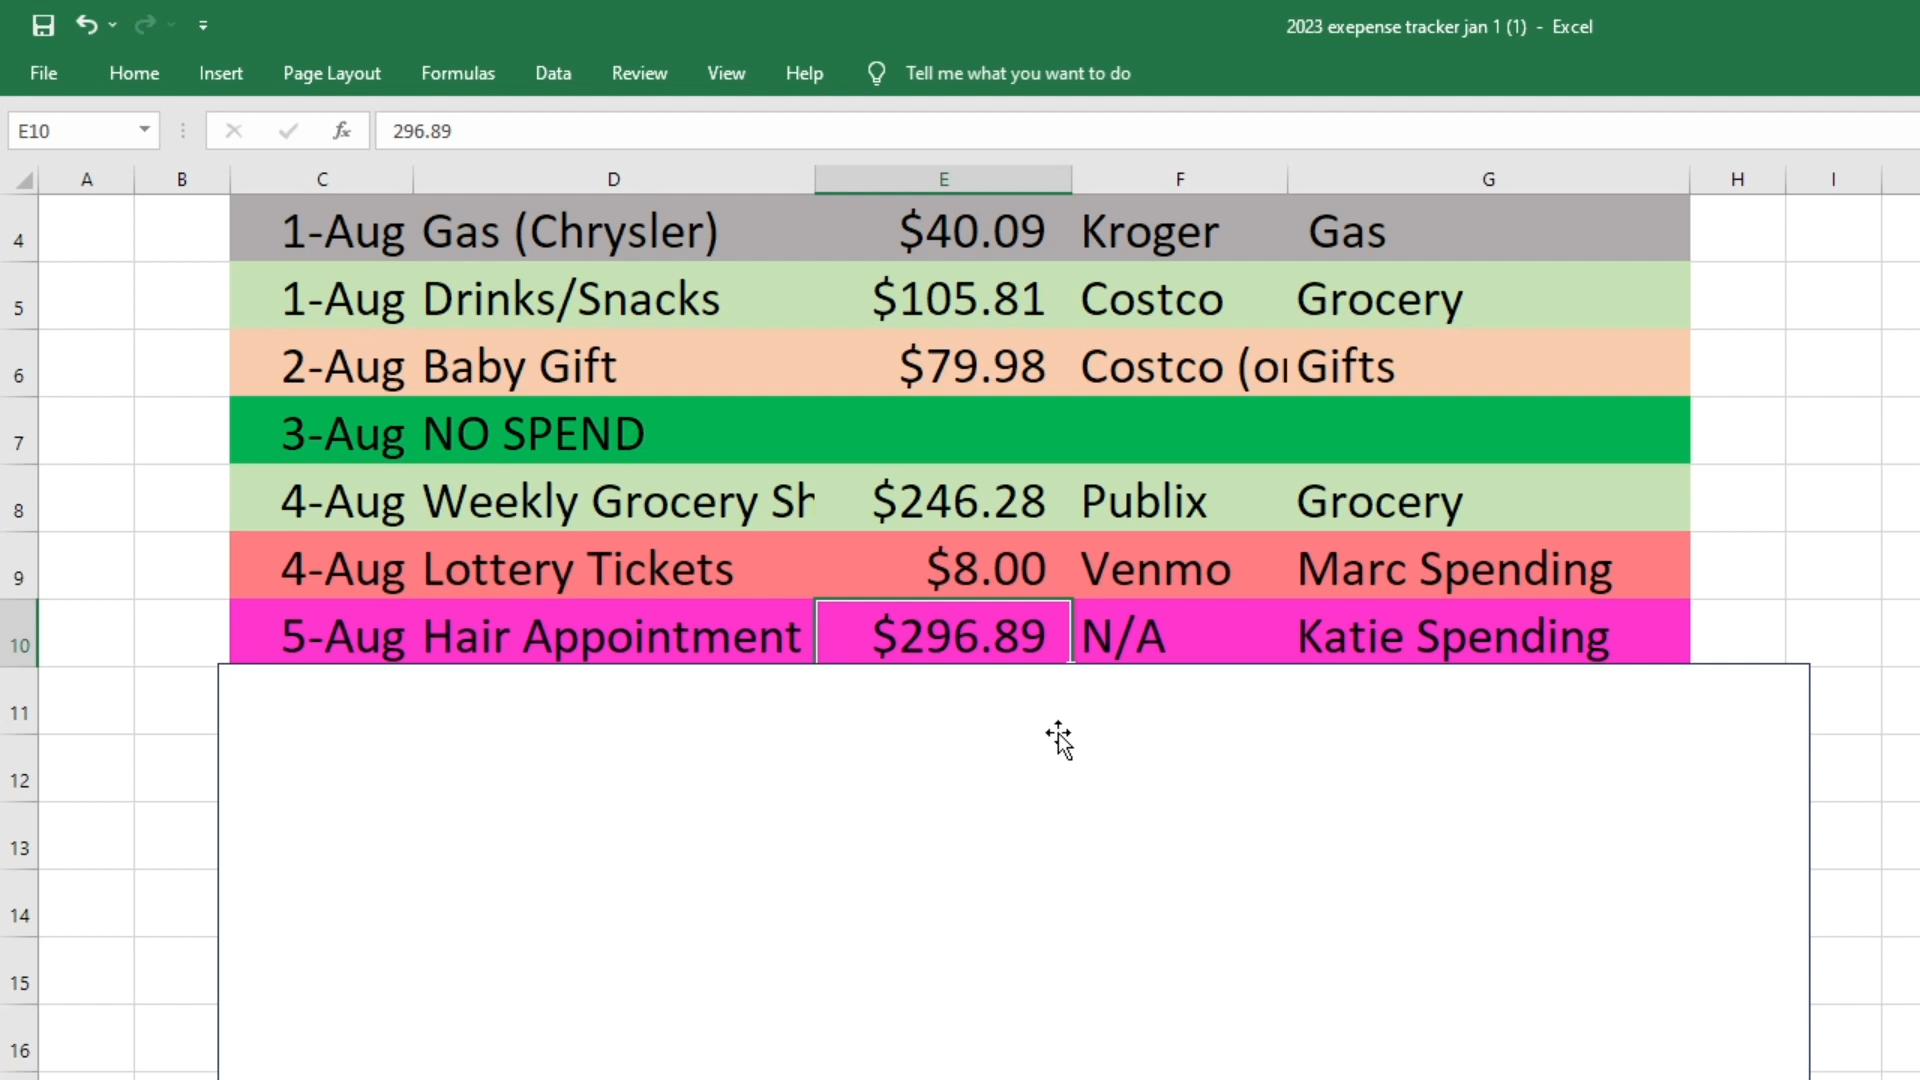 2023 exepense tracker jan 1 (1) - Excel
File Home Insert Page Layout Formulas Data Review View Help Tell me what you want to do
E10 fx 296.89
A B C D E F G H I
4 1-Aug Gas (Chrysler) $40.09 Kroger Gas
5 1-Aug Drinks/Snacks $105.81 Costco Grocery
6 2-Aug Baby Gift $79.98 Costco (o Gifts
7 3-Aug NO SPEND
8 4-Aug Weekly Grocery Sh $246.28 Publix Grocery
9 4-Aug Lottery Tickets $8.00 Venmo Marc Spending
10 5-Aug Hair Appointment $296.89 N/A Katie Spending
11
12
13
14
15
16